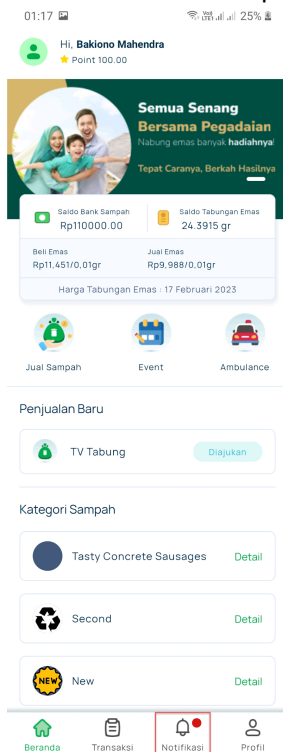 01:17 25%
Hi, Bakiono Mahendra
Point 100.00
Semua Senang
Bersama Pegadaian
Nabung emas banyak hadiahnya!
Tepat Caranya, Berkah Hasilnya
Saldo Bank Sampah Saldo Tabungan Emas
Rp110000.00 24.3915 gr
Beli Emas Jual Emas
Rp11,451/0,01gr Rp9,988/0,01gr
Harga Tabungan Emas : 17 Februari 2023
Jual Sampah Event Ambulance
Penjualan Baru
TV Tabung Diajukan
Kategori Sampah
Tasty Concrete Sausages Detail
Second Detail
NEW New Detail
Beranda Transaksi Notifikasi Profil